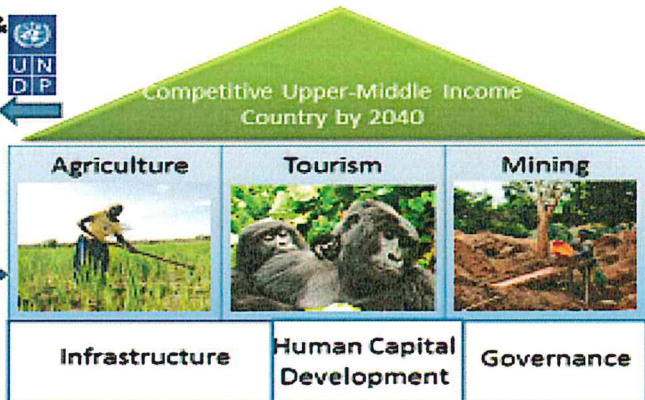 &
UN
DP
Competitive Upper-Middle Income
Country by 2040
Agriculture
Tourism
Mining
Infrastructure
Human Capital
Development
Governance